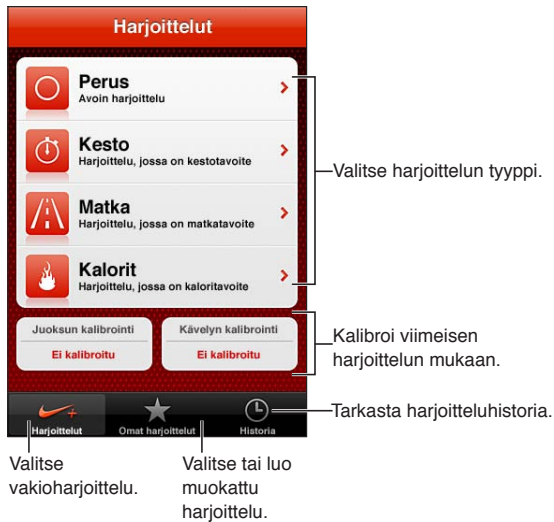 Harjoittelut
Perus
Avoin harjoittelu
Kesto
Harjoittelu, jossa on kestotavoite
Matka
Harjoittelu, jossa on matkatavoite
Kalorit
Harjoittelu, jossa on kaloritavoite
Valitse harjoittelun tyyppi.
Juoksun kalibrointi
Ei kalibroitu
Kävelyn kalibrointi
Ei kalibroitu
Kalibroi viimeisen
harjoittelun mukaan.
Harjoittelut
Omat harjoittelut
Historia
Tarkasta harjoitteluhistoria.
Valitse
vakioharjoittelu.
Valitse tai luo
muokattu
harjoittelu.